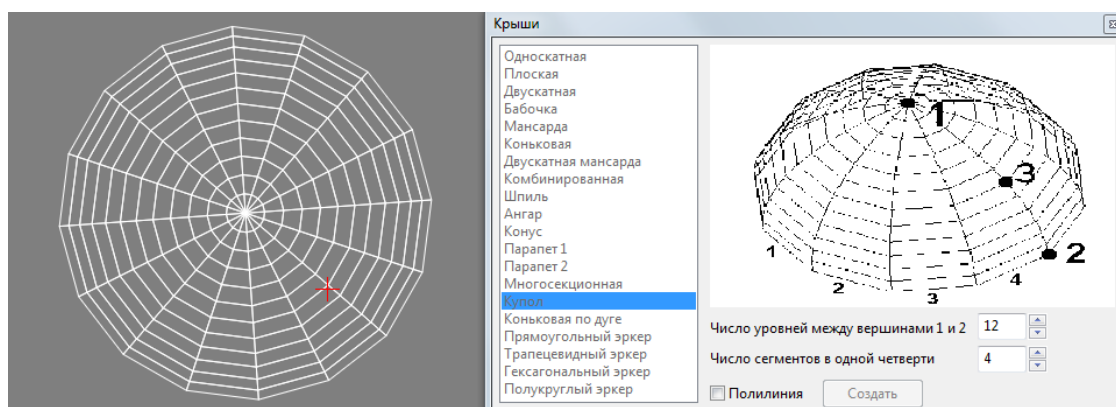 Крыши
Односкатная
Плоская
Двускатная
Бабочка
Мансарда
Коньковая
Двускатная мансарда
Комбинированная
Шпиль
Ангар
Конус
Парапет 1
Парапет 2
Многосекционная
Купол
Коньковая по дуге
Прямоугольный эркер
Трапецевидный эркер
Гексагональный эркер
Полукруглый эркер
1
3
2
1
2
3
4
Число уровней между вершинами 1 и 2 12
Число сегментов в одной четверти 4
Полилиния Создать